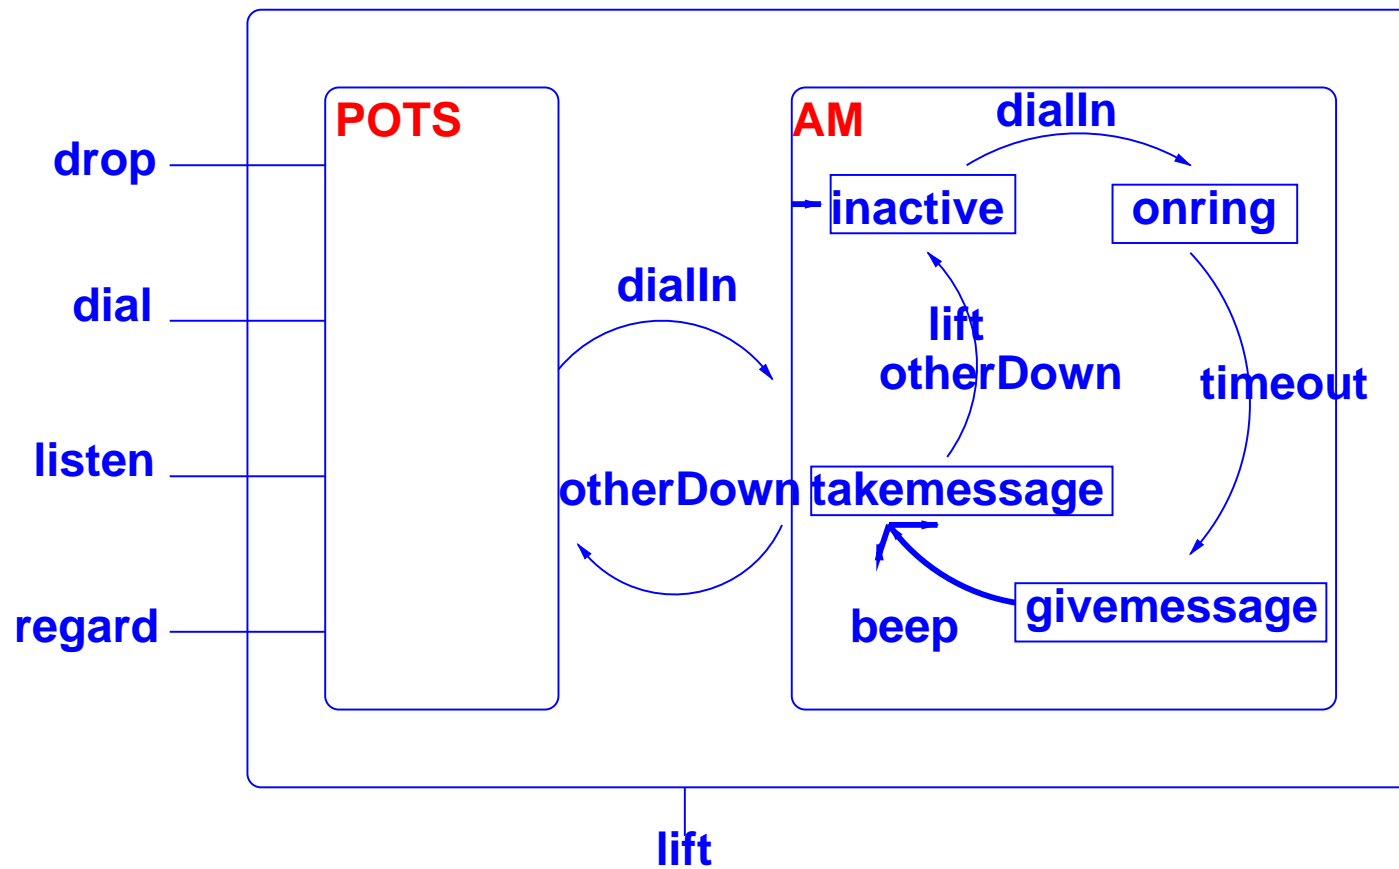 POTS
AM
dialIn
drop
inactive
onring
dialIn
dial
lift
otherDown
timeout
listen
otherDown
takemessage
givemessage
regard
beep
lift